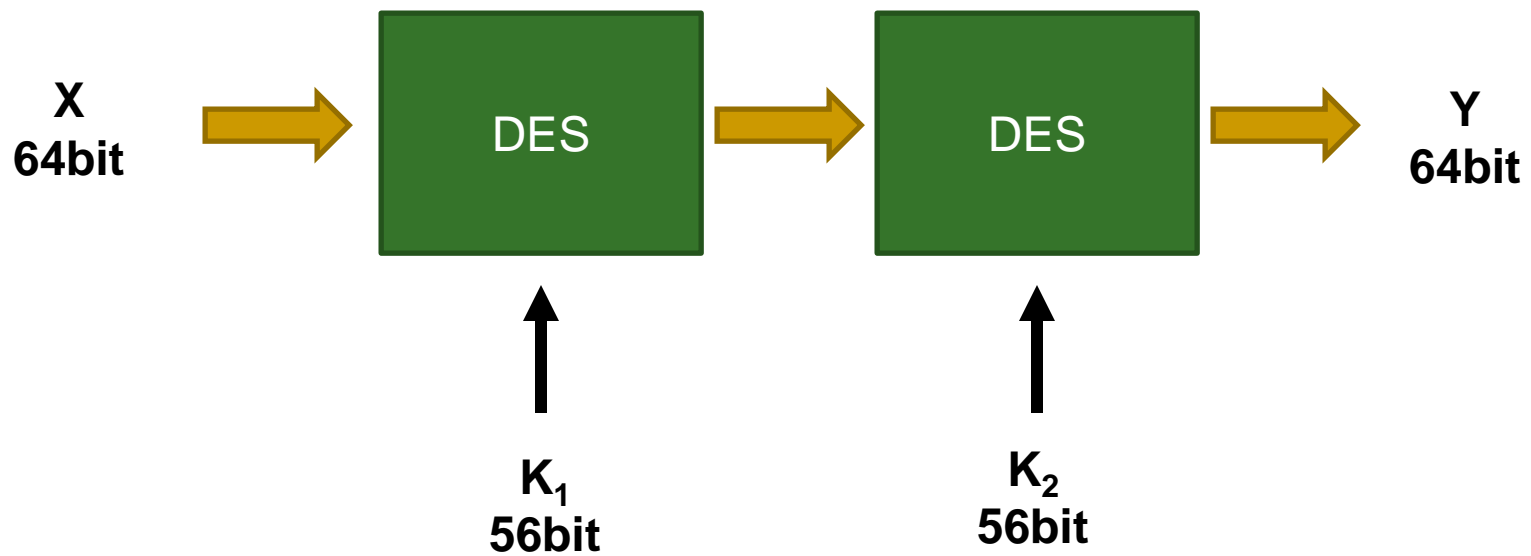 X
64bit
DES
DES
Y
64bit
K₁
56bit
K₂
56bit